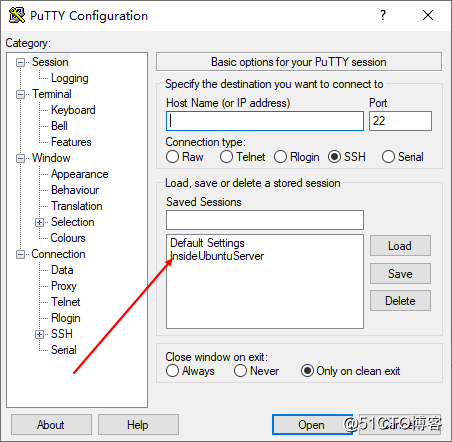 PuTTY Configuration
?
Category:
Session
Logging
Terminal
Keyboard
Bell
Features
Window
Appearance
Behaviour
Translation
Selection
Colours
Connection
Data
Proxy
Telnet
Rlogin
SSH
Serial
Basic options for your PuTTY session
Specify the destination you want to connect to
Host Name (or IP address) Port
22
Connection type:
Raw Telnet Rlogin SSH Serial
Load, save or delete a stored session
Saved Sessions
Default Settings
InsideUbuntuServer
Load
Save
Delete
Close window on exit:
Always Never Only on clean exit
About Help Open Cancel
@51CTO博客